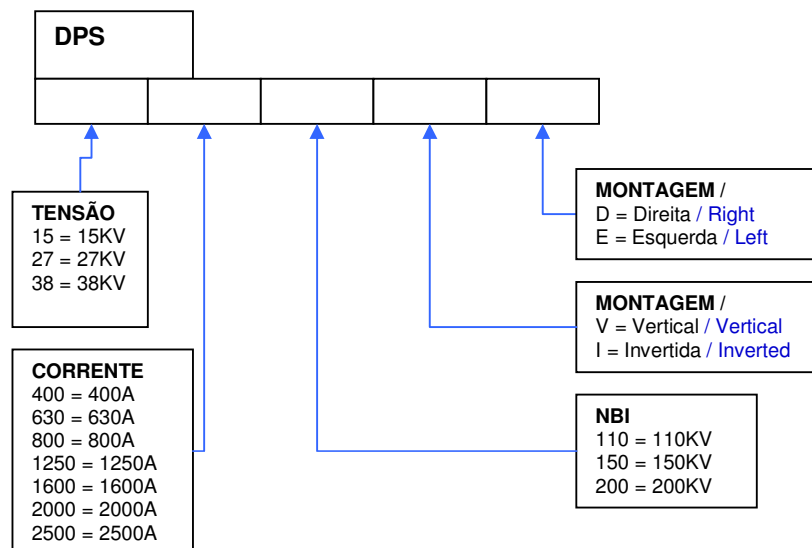 DPS
TENSÃO
15 = 15KV
27 = 27KV
38 = 38KV
CORRENTE
400 = 400A
630 = 630A
800 = 800A
1250 = 1250A
1600 = 1600A
2000 = 2000A
2500 = 2500A
MONTAGEM /
D = Direita / Right
E = Esquerda / Left
MONTAGEM /
V = Vertical / Vertical
I = Invertida / Inverted
NBI
110 = 110KV
150 = 150KV
200 = 200KV